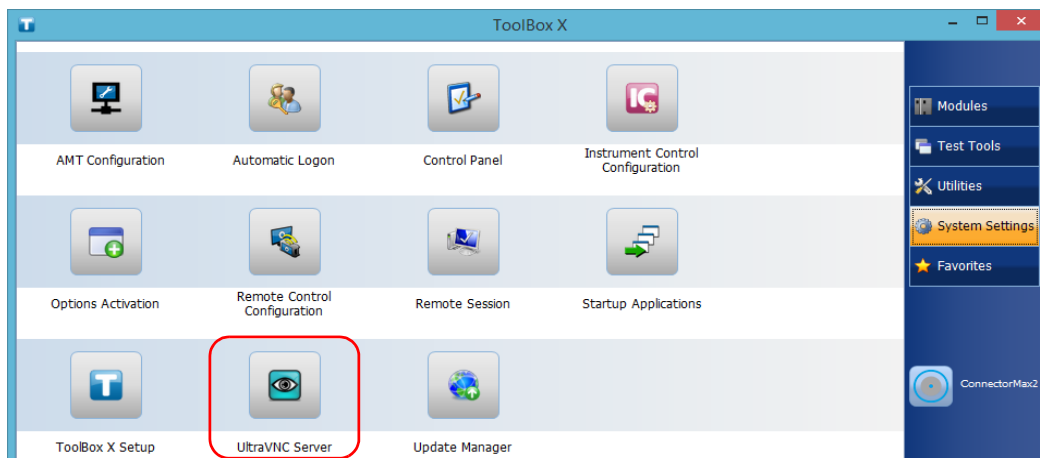 ToolBox X
AMT Configuration
Automatic Logon
Control Panel
Instrument Control
Configuration
Options Activation
Remote Control
Configuration
Remote Session
Startup Applications
ToolBox X Setup
UltraVNC Server
Update Manager
Modules
Test Tools
Utilities
System Settings
Favorites
ConnectorMax2